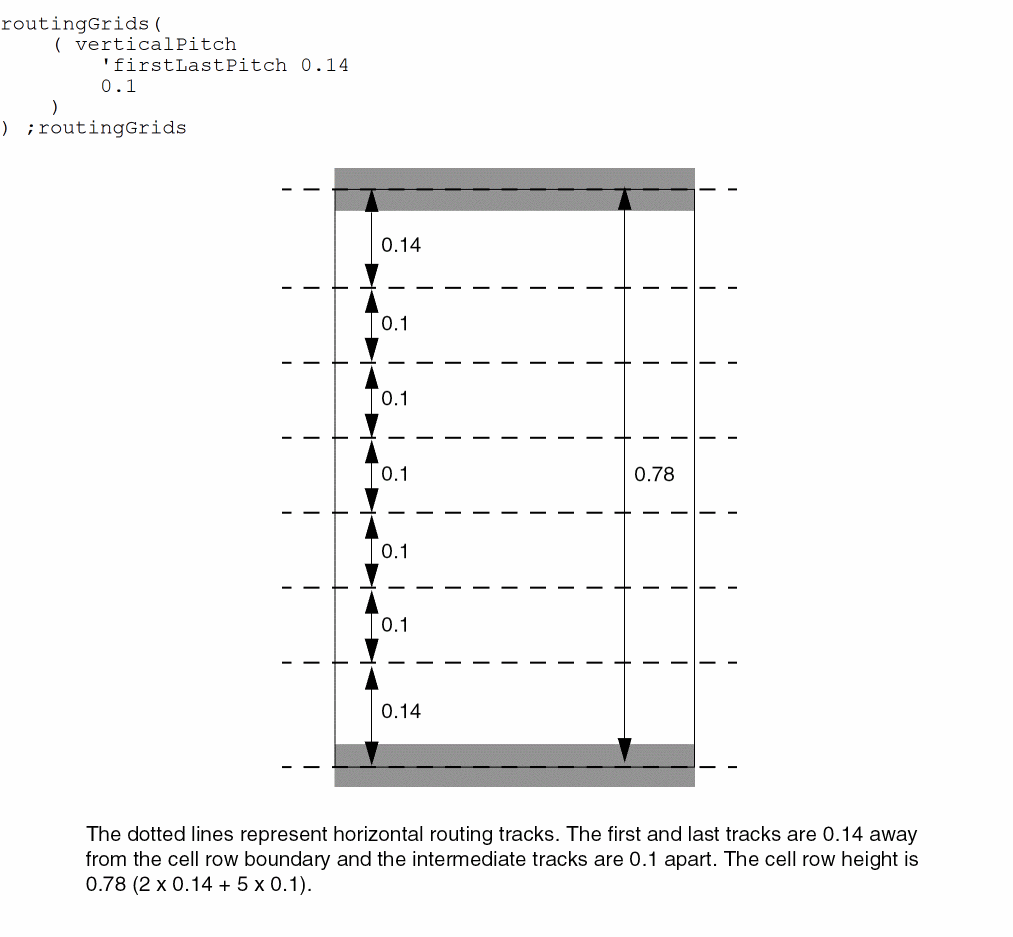 routingGrids(
( verticalPitch
'firstLastPitch 0.14
0.1
)
) ;routingGrids
0.14
0.1
0.1
0.1
0.78
0.1
0.1
0.14
The dotted lines represent horizontal routing tracks. The first and last tracks are 0.14 away
from the cell row boundary and the intermediate tracks are 0.1 apart. The cell row height is
0.78 (2 x 0.14 + 5 x 0.1).